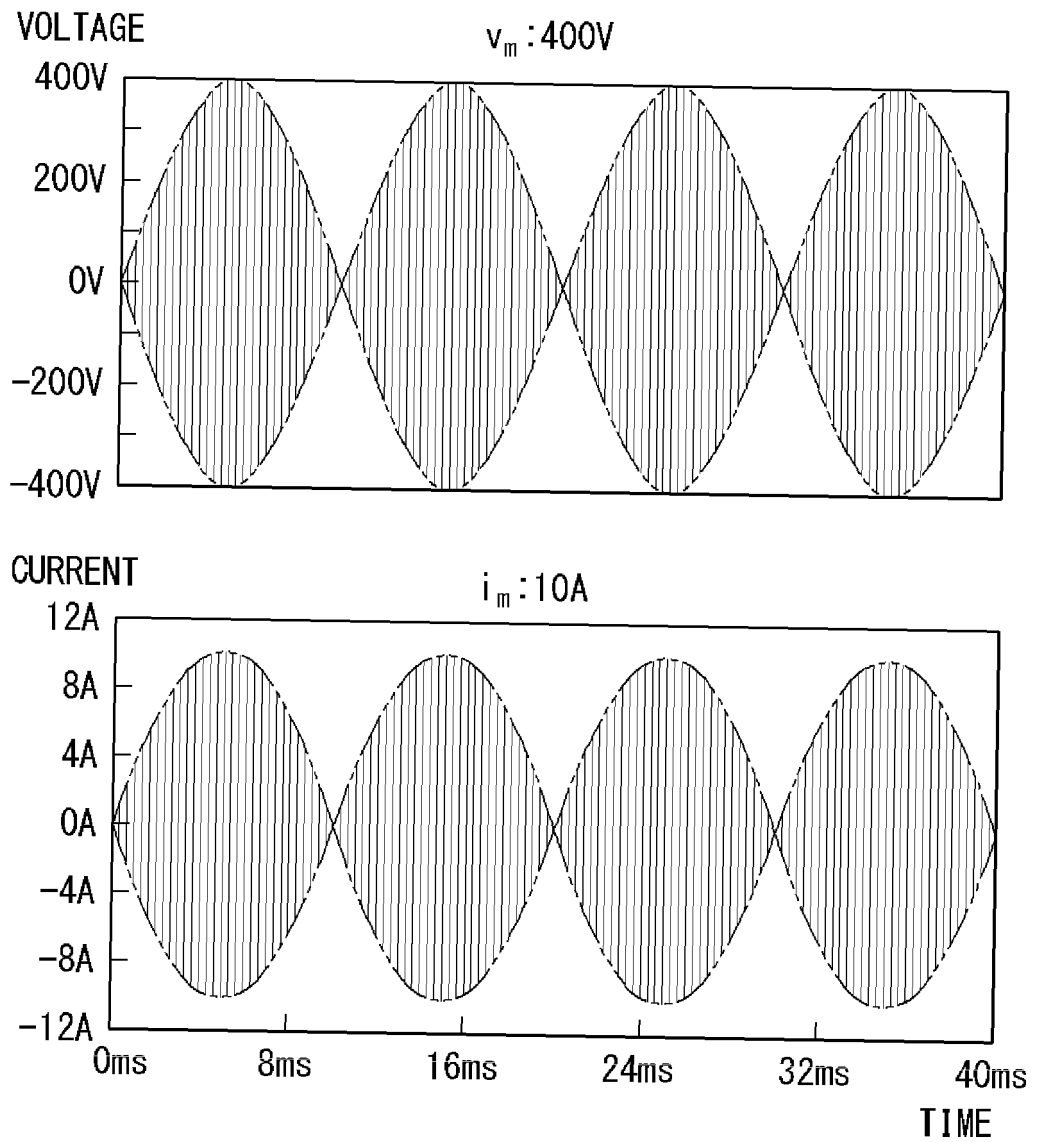 VOLTAGE
vm:400V
400V
200V
0V
-200V
-400V
CURRENT
im:10A
12A
8A
4A
0A
-4A
-8A
-12A
0ms 8ms 16ms 24ms 32ms 40ms
TIME